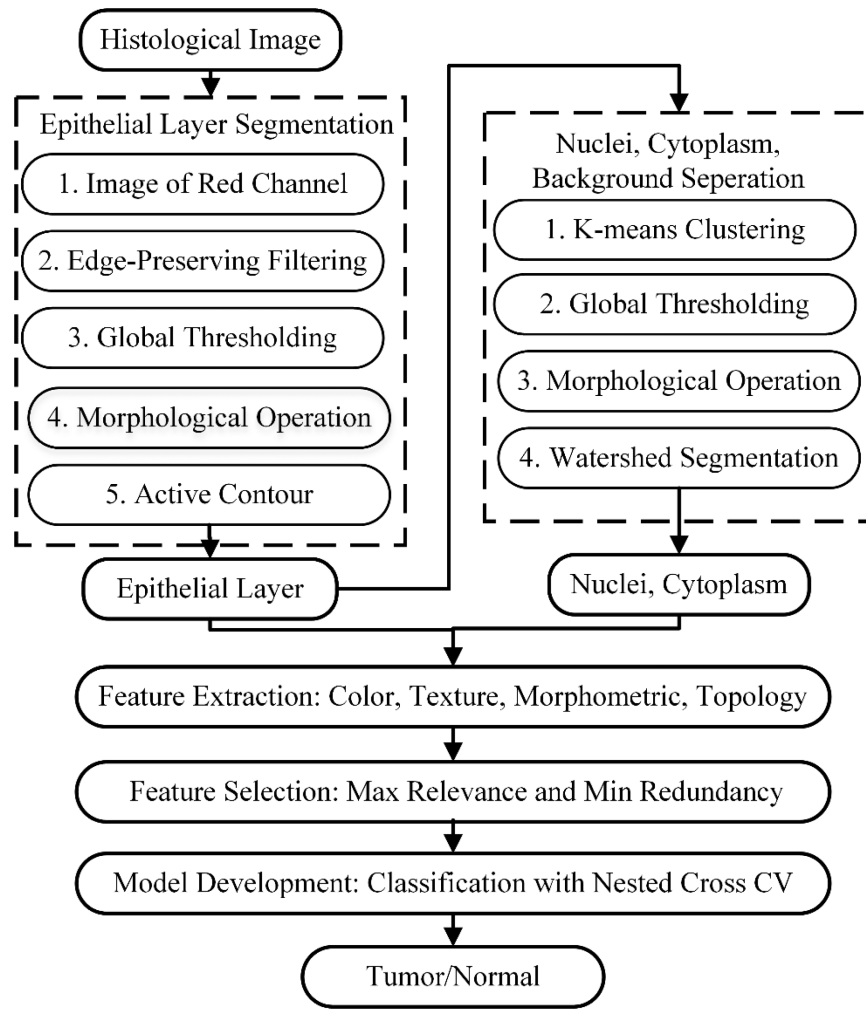 Histological Image
Epithelial Layer Segmentation
1. Image of Red Channel
2. Edge-Preserving Filtering
3. Global Thresholding
4. Morphological Operation
5. Active Contour
Epithelial Layer
Nuclei, Cytoplasm,
Background Seperation
1. K-means Clustering
2. Global Thresholding
3. Morphological Operation
4. Watershed Segmentation
Nuclei, Cytoplasm
Feature Extraction: Color, Texture, Morphometric, Topology
Feature Selection: Max Relevance and Min Redundancy
Model Development: Classification with Nested Cross CV
Tumor/Normal